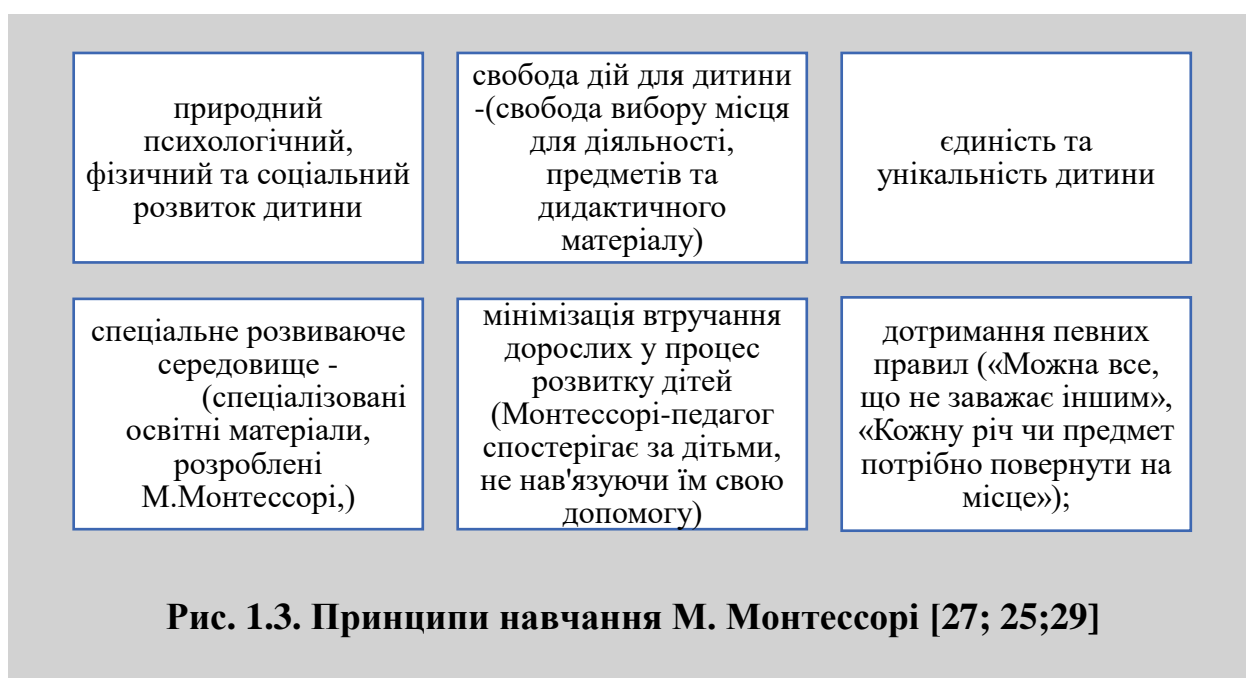 природний
психологічний,
фізичний та соціальний
розвиток дитини
свобода дій для дитини
-(свобода вибору місця
для діяльності,
предметів та
дидактичного
матеріалу)
єдиність та
унікальність дитини
спеціальне розвиваюче
середовище -
(спеціалізовані
освітні матеріали,
розроблені
М.Монтессорі,)
мінімізація втручання
дорослих у процес
розвитку дітей
(Монтессорі-педагог
спостерігає за дітьми,
не нав'язуючи їм свою
допомогу)
дотримання певних
правил («Можна все,
що не заважає іншим»,
«Кожну річ чи предмет
потрібно повернути на
місце»);
Рис. 1.3. Принципи навчання М. Монтессорі [27; 25;29]